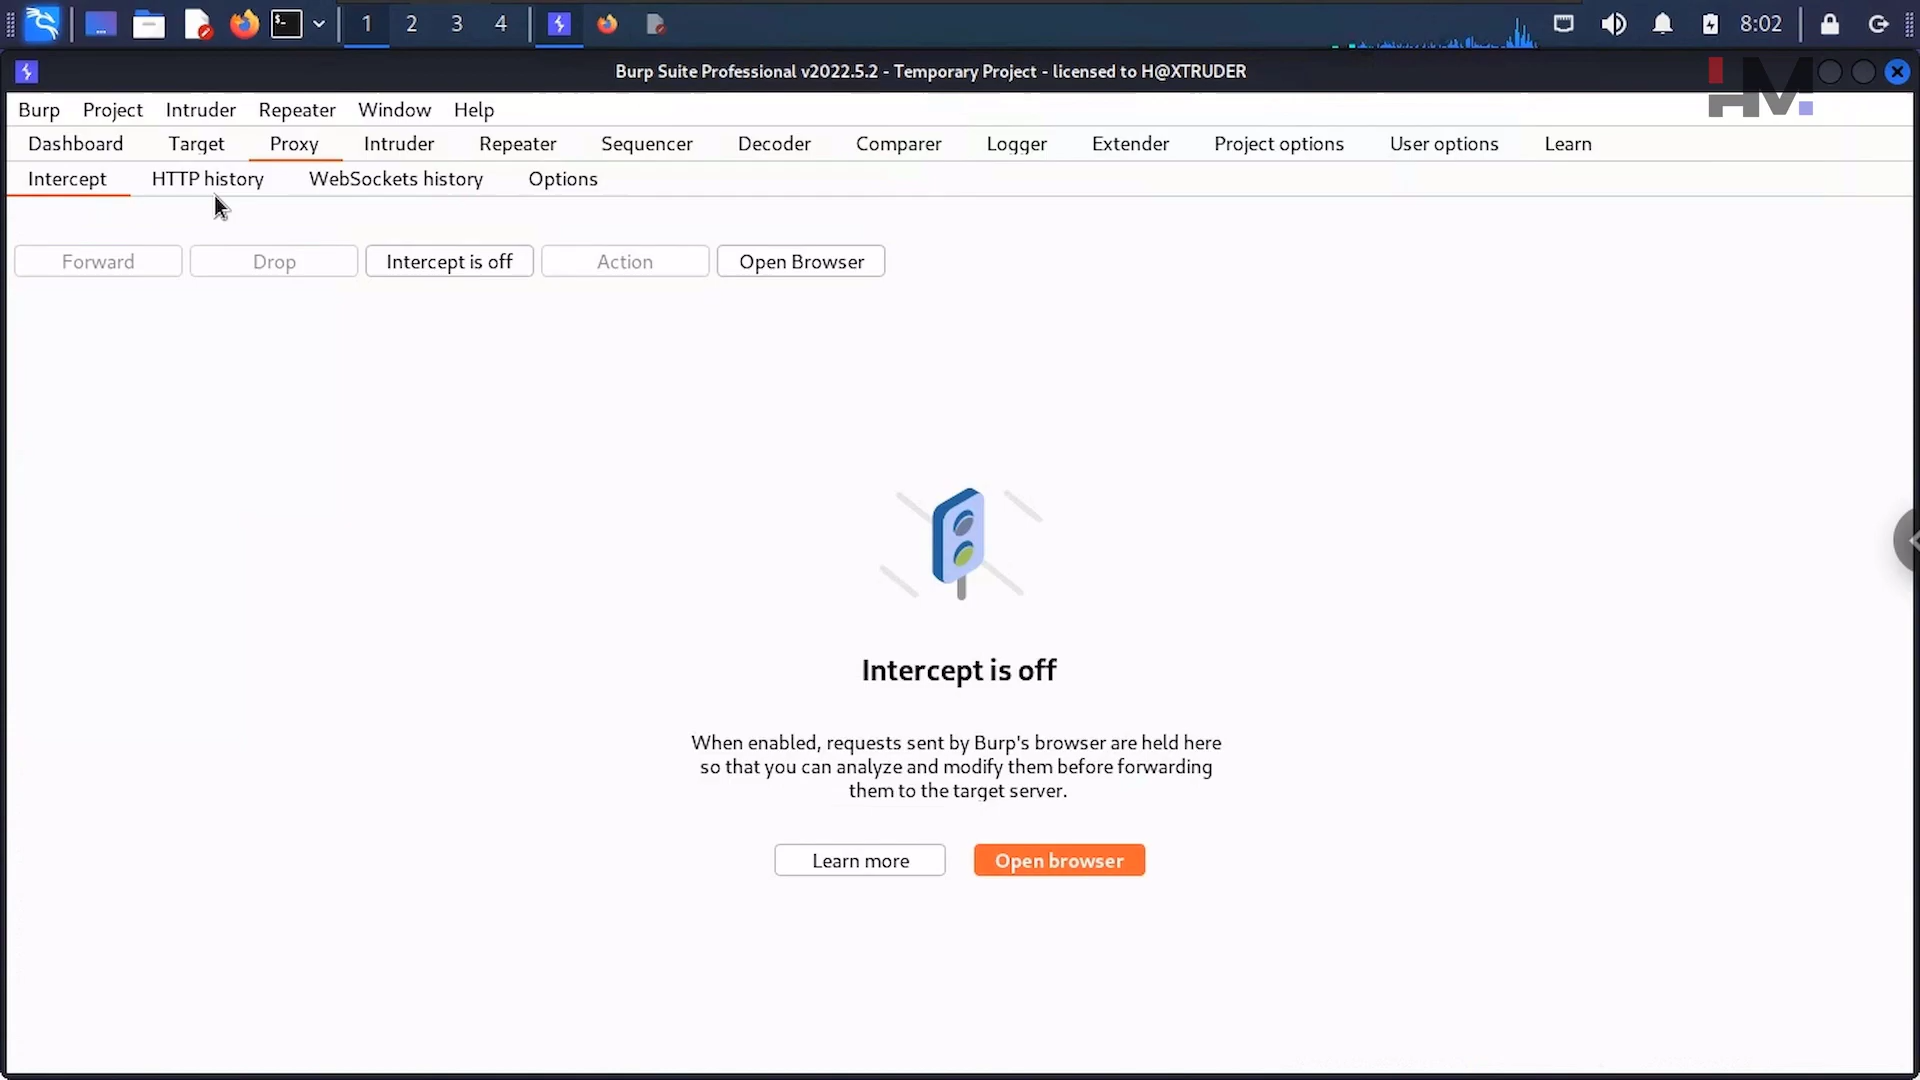 1 2 3 4 8:02
Burp Suite Professional v2022.5.2 - Temporary Project - licensed to H@XTRUDER
HM.
Burp Project Intruder Repeater Window Help
Dashboard Target Proxy Intruder Repeater Sequencer Decoder Comparer Logger Extender Project options User options Learn
Intercept HTTP history WebSockets history Options
Forward Drop Intercept is off Action Open Browser
Intercept is off
When enabled, requests sent by Burp's browser are held here
so that you can analyze and modify them before forwarding
them to the target server.
Learn more Open browser